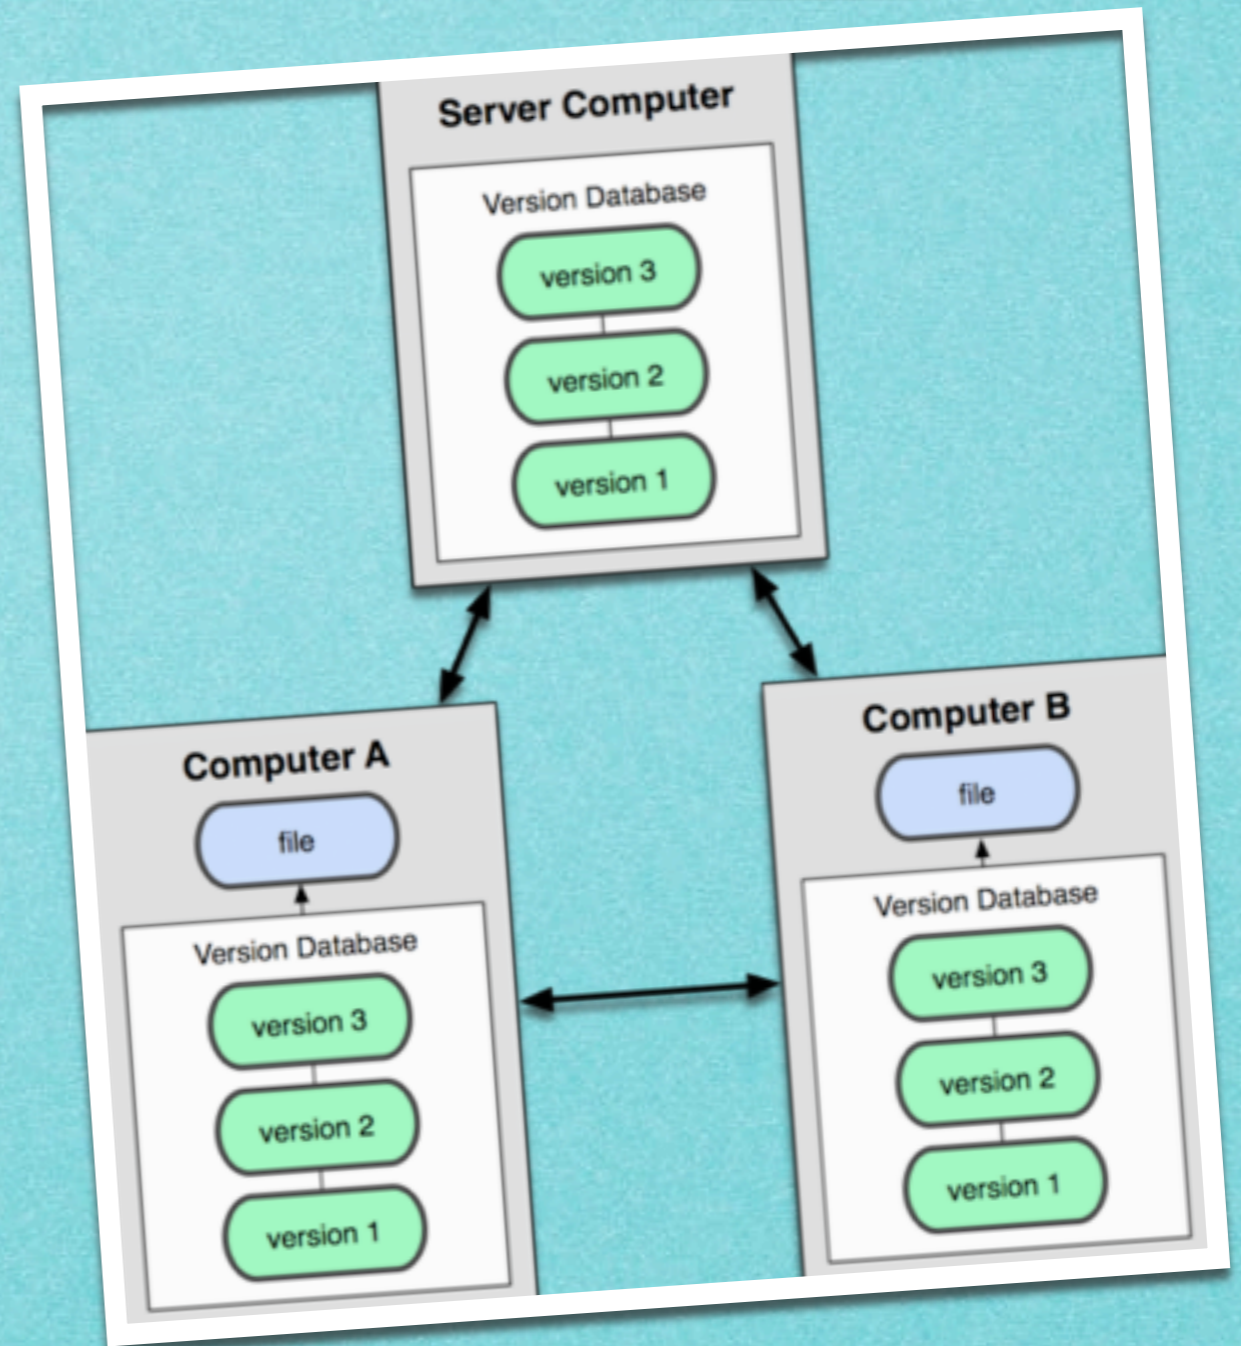 Server Computer
Version Database
version 3
version 2
version 1
Computer A
file
Version Database
version 3
version 2
version 1
Computer B
file
Version Database
version 3
version 2
version 1